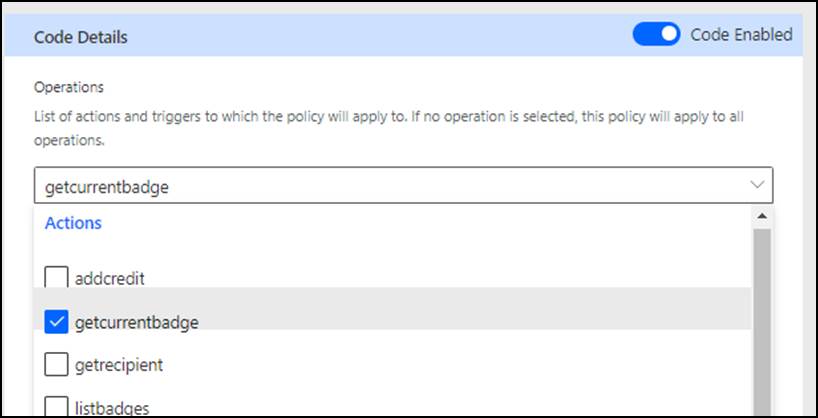 Code Details
Code Enabled
Operations
List of actions and triggers to which the policy will apply to. If no operation is selected, this policy will apply to all
operations.
getcurrentbadge
Actions
addcredit
getcurrentbadge
getrecipient
listbadges